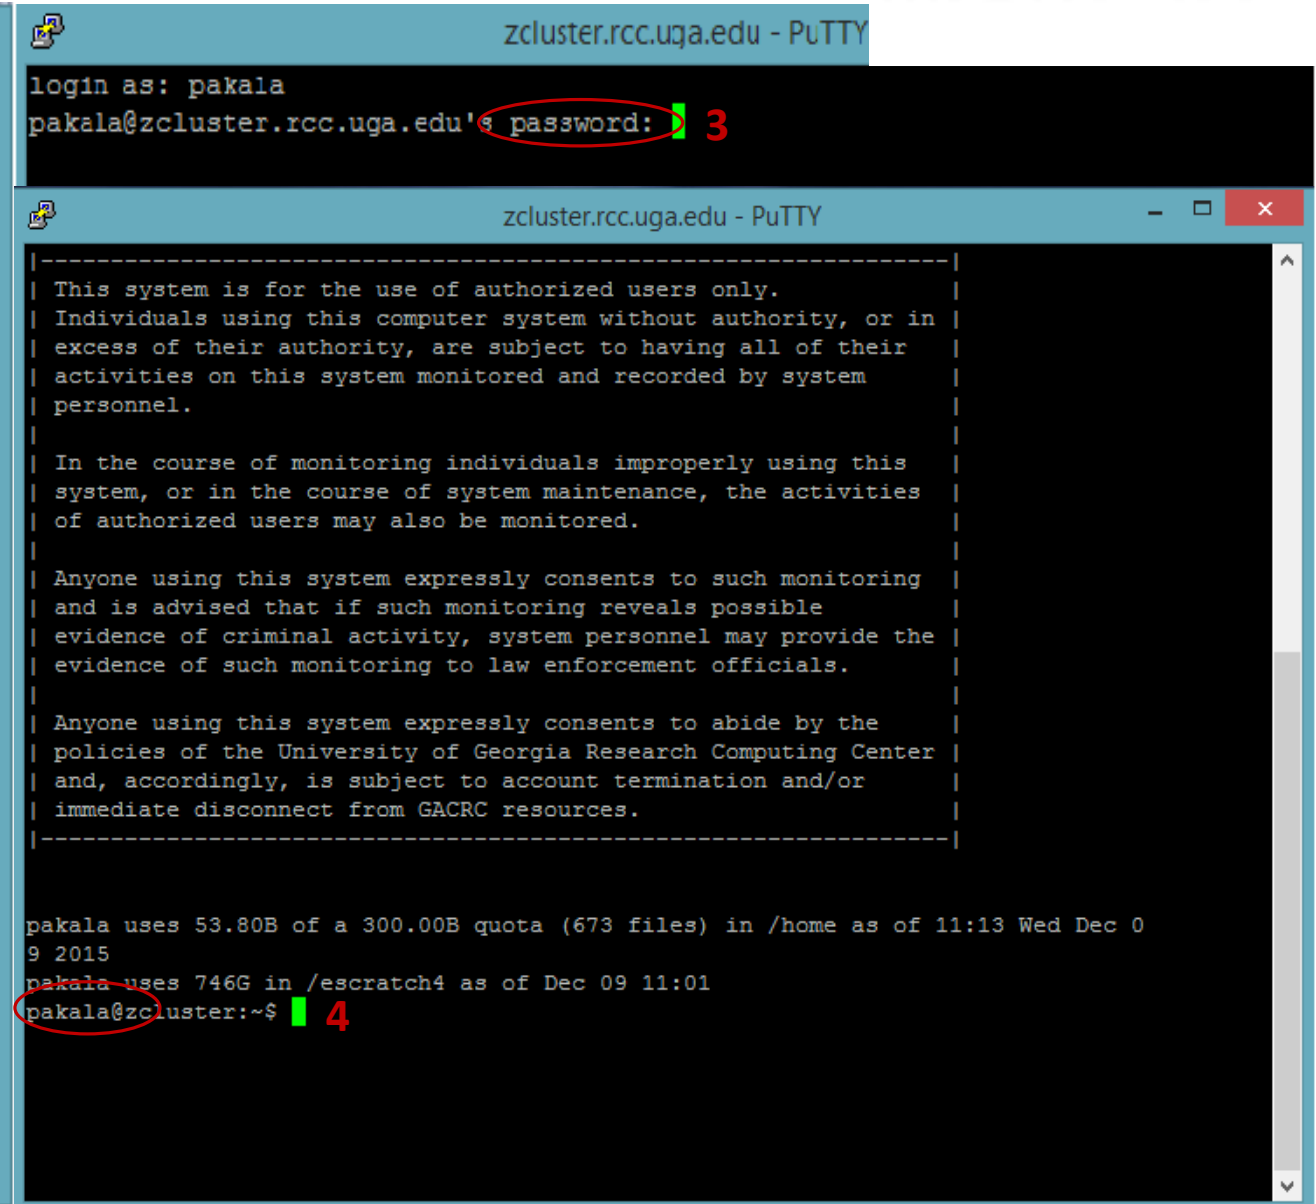 zcluster.rcc.uga.edu - PuTTY
login as: pakala
pakala@zcluster.rcc.uga.edu's password: 3
zcluster.rcc.uga.edu - PuTTY
|-----------------------------------------------------------------|
| This system is for the use of authorized users only. |
| Individuals using this computer system without authority, or in |
| excess of their authority, are subject to having all of their |
| activities on this system monitored and recorded by system |
| personnel. |
| |
| In the course of monitoring individuals improperly using this |
| system, or in the course of system maintenance, the activities |
| of authorized users may also be monitored. |
| |
| Anyone using this system expressly consents to such monitoring |
| and is advised that if such monitoring reveals possible |
| evidence of criminal activity, system personnel may provide the |
| evidence of such monitoring to law enforcement officials. |
| |
| Anyone using this system expressly consents to abide by the |
| policies of the University of Georgia Research Computing Center |
| and, accordingly, is subject to account termination and/or |
| immediate disconnect from GACRC resources. |
|-----------------------------------------------------------------|
pakala uses 53.80B of a 300.00B quota (673 files) in /home as of 11:13 Wed Dec 0
9 2015
pakala uses 746G in /escratch4 as of Dec 09 11:01
pakala@zcluster:~$ 4